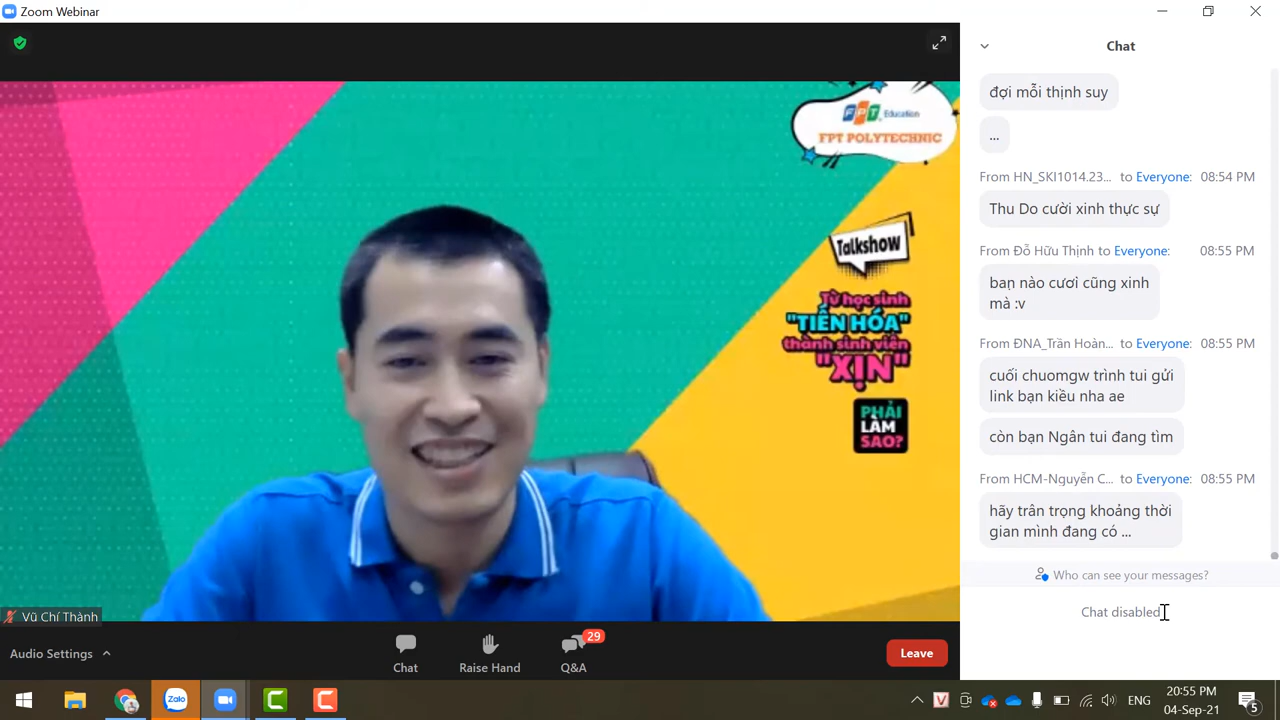 Zoom Webinar
FPT Education
FPT POLYTECHNIC
Talkshow
Từ học sinh
"TIẾN HÓA"
thành sinh viên
"XỊN"
PHẢI
LÀM
SAO?
Vũ Chí Thành
Audio Settings
Chat
Raise Hand
29
Q&A
Leave
Chat
đợi mỗi thịnh suy
...
From HN_SKI1014.23... to Everyone: 08:54 PM
Thu Do cười xinh thực sự
From Đỗ Hữu Thịnh to Everyone: 08:55 PM
bạn nào cươi cũng xinh
mà :v
From ĐNA_Trần Hoàn... to Everyone: 08:55 PM
cuối chuomgw trình tui gửi
link bạn kiều nha ae
còn bạn Ngân tui đang tìm
From HCM-Nguyễn C... to Everyone: 08:55 PM
hãy trân trọng khoảng thời
gian mình đang có ...
Who can see your messages?
Chat disabled
Zalo
ENG
20:55 PM
04-Sep-21
5